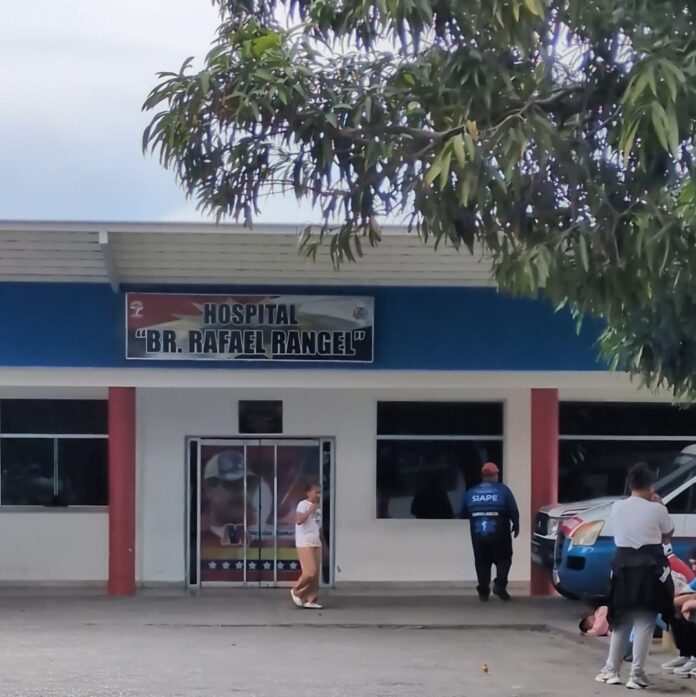 HOSPITAL
"BR. RAFAEL RANGEL"
SIAPE